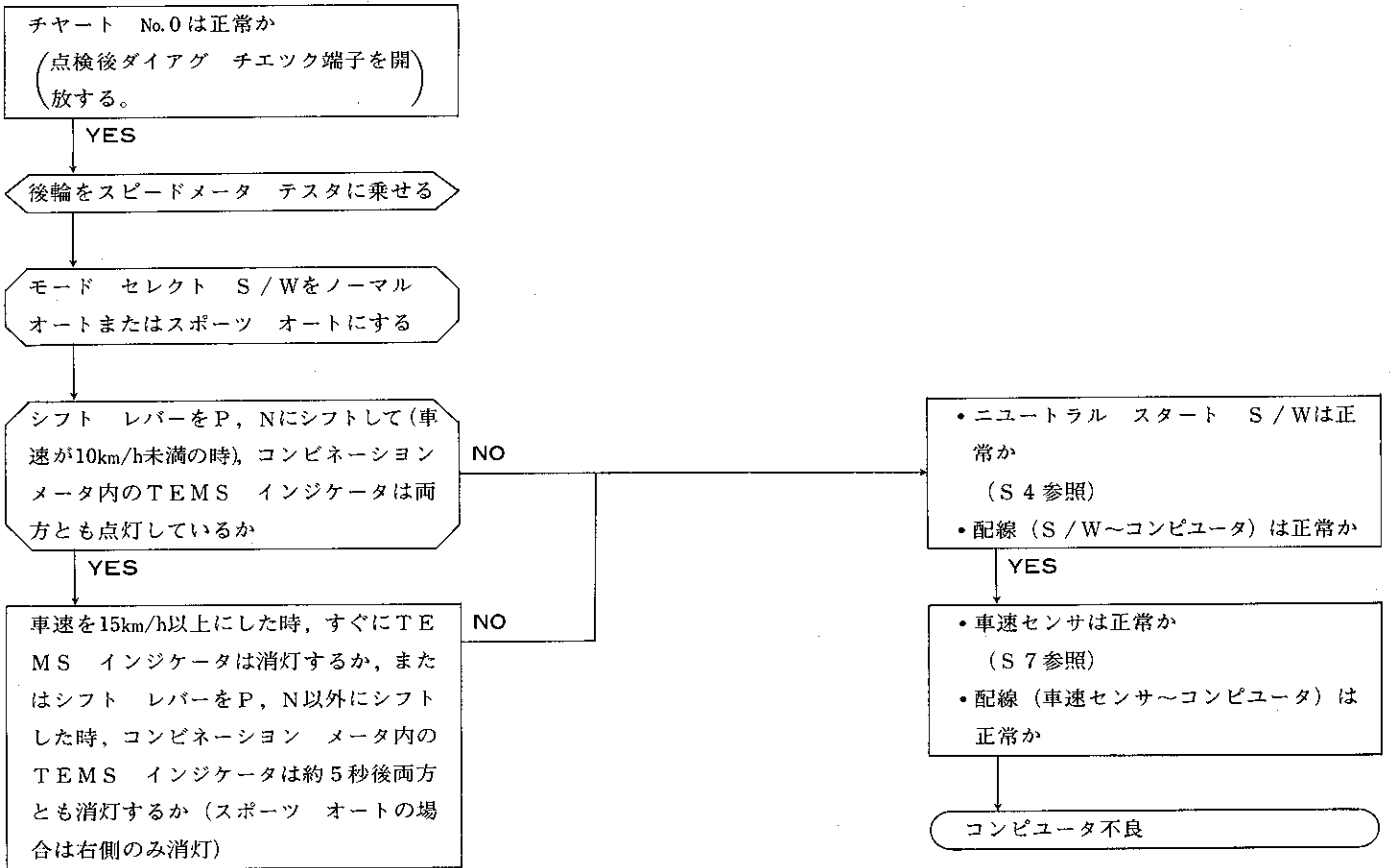 チヤート　No.0は正常か
（点検後ダイアグ　チエツク端子を開
放する。）
YES
後輪をスピードメータ　テスタに乗せる
モード　セレクト　S／Wをノーマル
オートまたはスポーツ　オートにする
シフト　レバーをP，Nにシフトして（車
速が10km/h未満の時），コンビネーシヨン
メータ内のTEMS　インジケータは両
方とも点灯しているか
NO
YES
車速を15km/h以上にした時，すぐにTE
MS　インジケータは消灯するか，また
はシフト　レバーをP，N以外にシフト
した時，コンビネーシヨン　メータ内の
TEMS　インジケータは約5秒後両方
とも消灯するか（スポーツ　オートの場
合は右側のみ消灯）
NO
•ニユートラル　スタート　S／Wは正
常か
（S4参照）
•配線（S／W～コンピユータ）は正常か
YES
•車速センサは正常か
（S7参照）
•配線（車速センサ～コンピユータ）は
正常か
コンピユータ不良